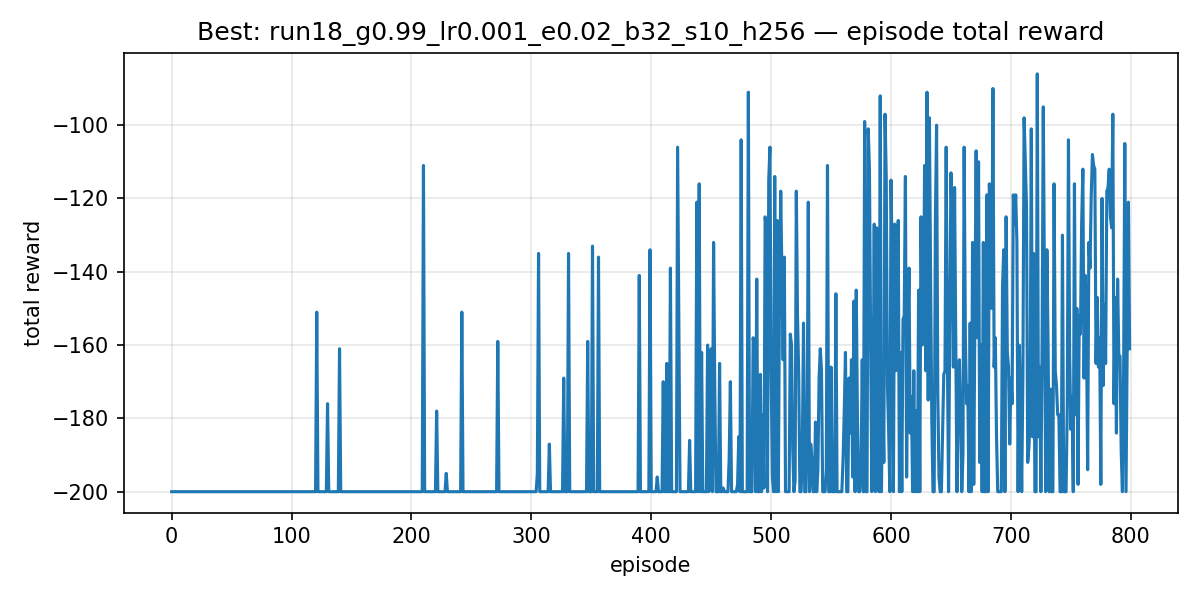 Best: run18_g0.99_lr0.001_e0.02_b32_s10_h256 — episode total reward
total reward
−100
−120
−140
−160
−180
−200
0 100 200 300 400 500 600 700 800
episode